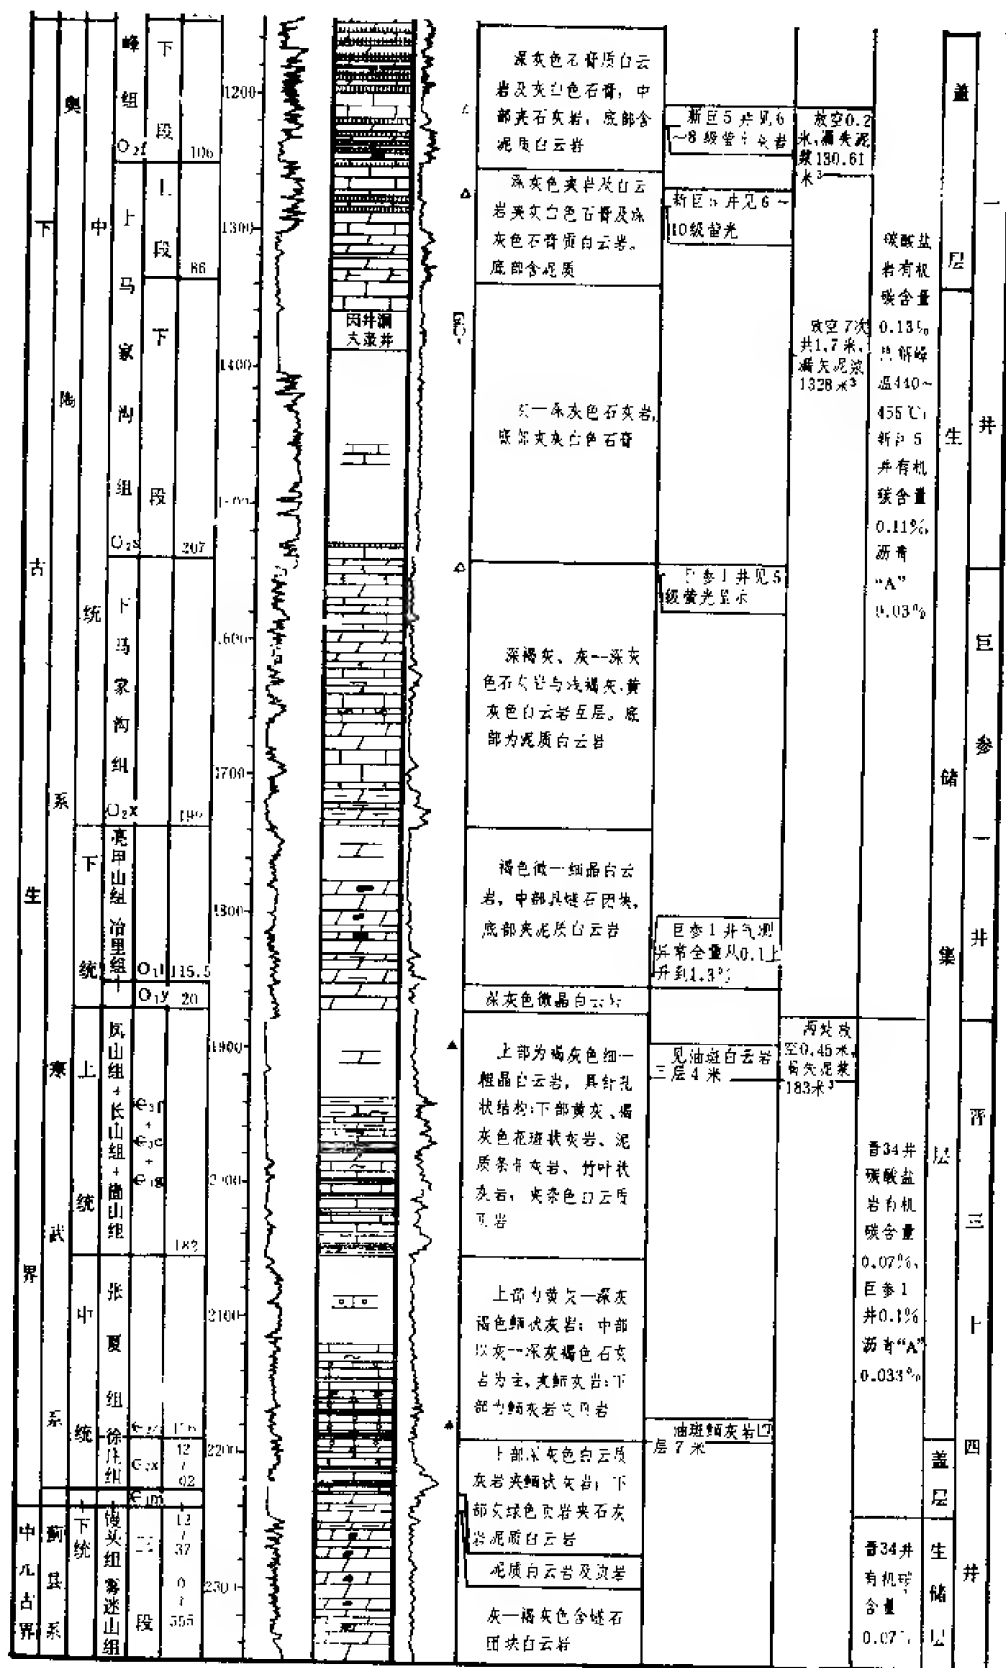 下古生界
中元古界
奥陶系
寒武系
蓟县系
中统
下统
上统
中统
下统
峰
组
O₂f
下
段
106
上
马
家
沟
组
O₂s
上
段
86
下
段
207
下
马
家
沟
组
O₂x
亮甲山组
冶里组
O₁l
115.5
O₁y
20
凤山组+长山组+崮山组
182
张
夏
组
徐庄组
Є₂x
12
Є₁m
馒头组
12
37
雾迷山组
段
0
555
1200
1300
1400
1600
1700
1800
1900
2000
2100
2200
2300
因井漏
大段井
深灰色石膏质白云
岩及灰白色石膏，中
部夹石灰岩，底部含
泥质白云岩
深灰色灰岩及白云
岩夹灰白色石膏及深
灰色石膏质白云岩。
底部含泥质
灰一深灰色石灰岩，
底部夹灰白色石膏
深褐灰、灰一深灰
色石灰岩与浅褐灰、黄
灰色白云岩互层。底
部为泥质白云岩
褐色微一细晶白云
岩，中部具燧石团块，
底部夹泥质白云岩
深灰色微晶白云岩
上部为褐灰色细一
粗晶白云岩，具针孔
状结构；下部黄灰、褐
灰色花斑状灰岩、泥
质条带灰岩、竹叶状
灰岩，夹杂色白云质
页岩
上部为黄灰一深灰
褐色鲕状灰岩；中部
以灰一深灰褐色石灰
岩为主，夹鲕灰岩；下
部为鲕灰岩夹页岩
上部深灰色白云质
灰岩夹鲕状灰岩；下
部灰绿色页岩夹石灰
岩泥质白云岩
泥质白云岩及页岩
灰一褐灰色含燧石
团块白云岩
新巨5井见6
～8级萤光灰岩
新巨5井见6～
10级萤光
巨参1井见5
级萤光显示
巨参1井气测
异常全量从0.1上
升到1.3%
见油斑白云岩
三层4米
油斑鲕灰岩
层7米
放空0.2
米，漏失泥
浆180.61
米³
放空7次
共1.7米，
漏失泥浆
1328米³
两处放
空0.45米，
漏失泥浆
183米³
碳酸盐
岩有机
碳含量
0.13%
热解峰
温440～
455℃；
新巨5
井有机
碳含量
0.11%，
沥青
“A”
0.03%
晋34井
碳酸盐
岩有机
碳含量
0.07%，
巨参1
井0.1%
沥青“A”
0.033%
晋34井
有机碳
含量
0.07%
盖层
生储集层
盖层
生储层
一井
巨参一井
晋三十四井